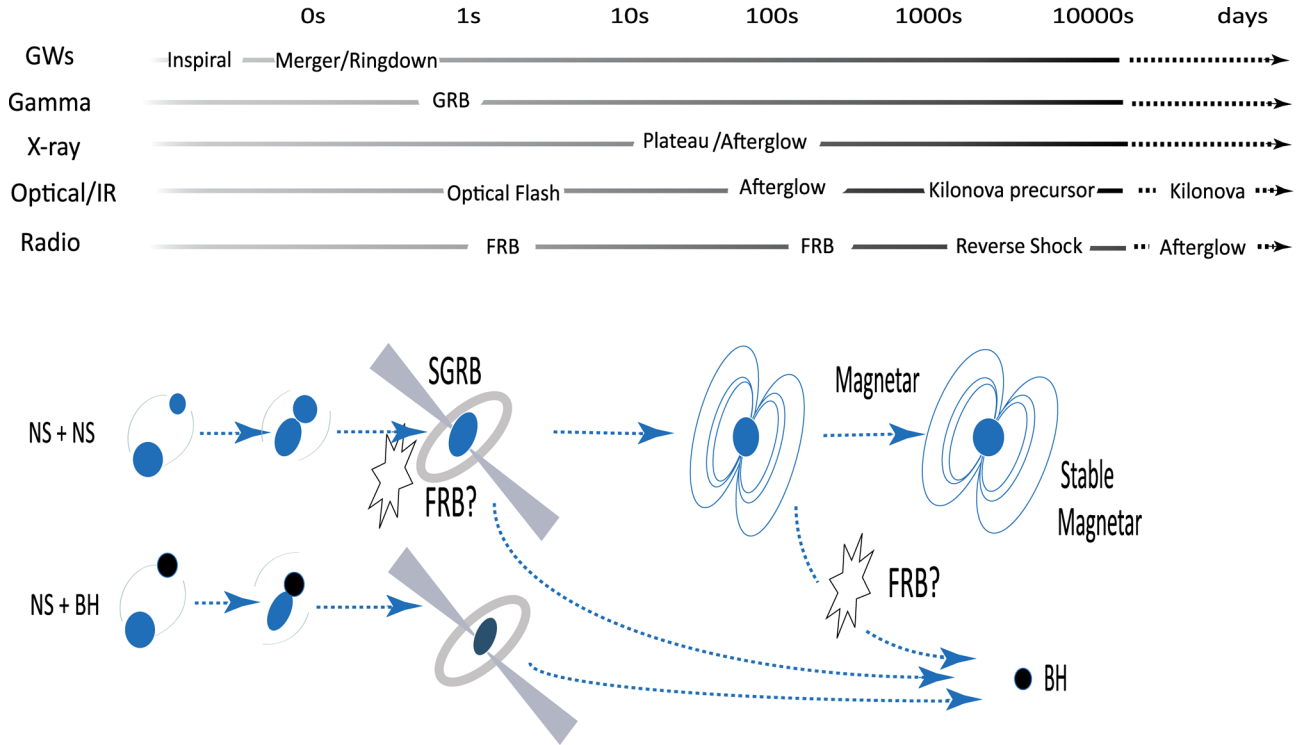 0s 1s 10s 100s 1000s 10000s days
GWs Inspiral Merger/Ringdown
Gamma GRB
X-ray Plateau/Afterglow
Optical/IR Optical Flash Afterglow Kilonova precursor Kilonova
Radio FRB FRB Reverse Shock Afterglow
SGRB
Magnetar
NS + NS
Stable
Magnetar
FRB?
FRB?
NS + BH
BH